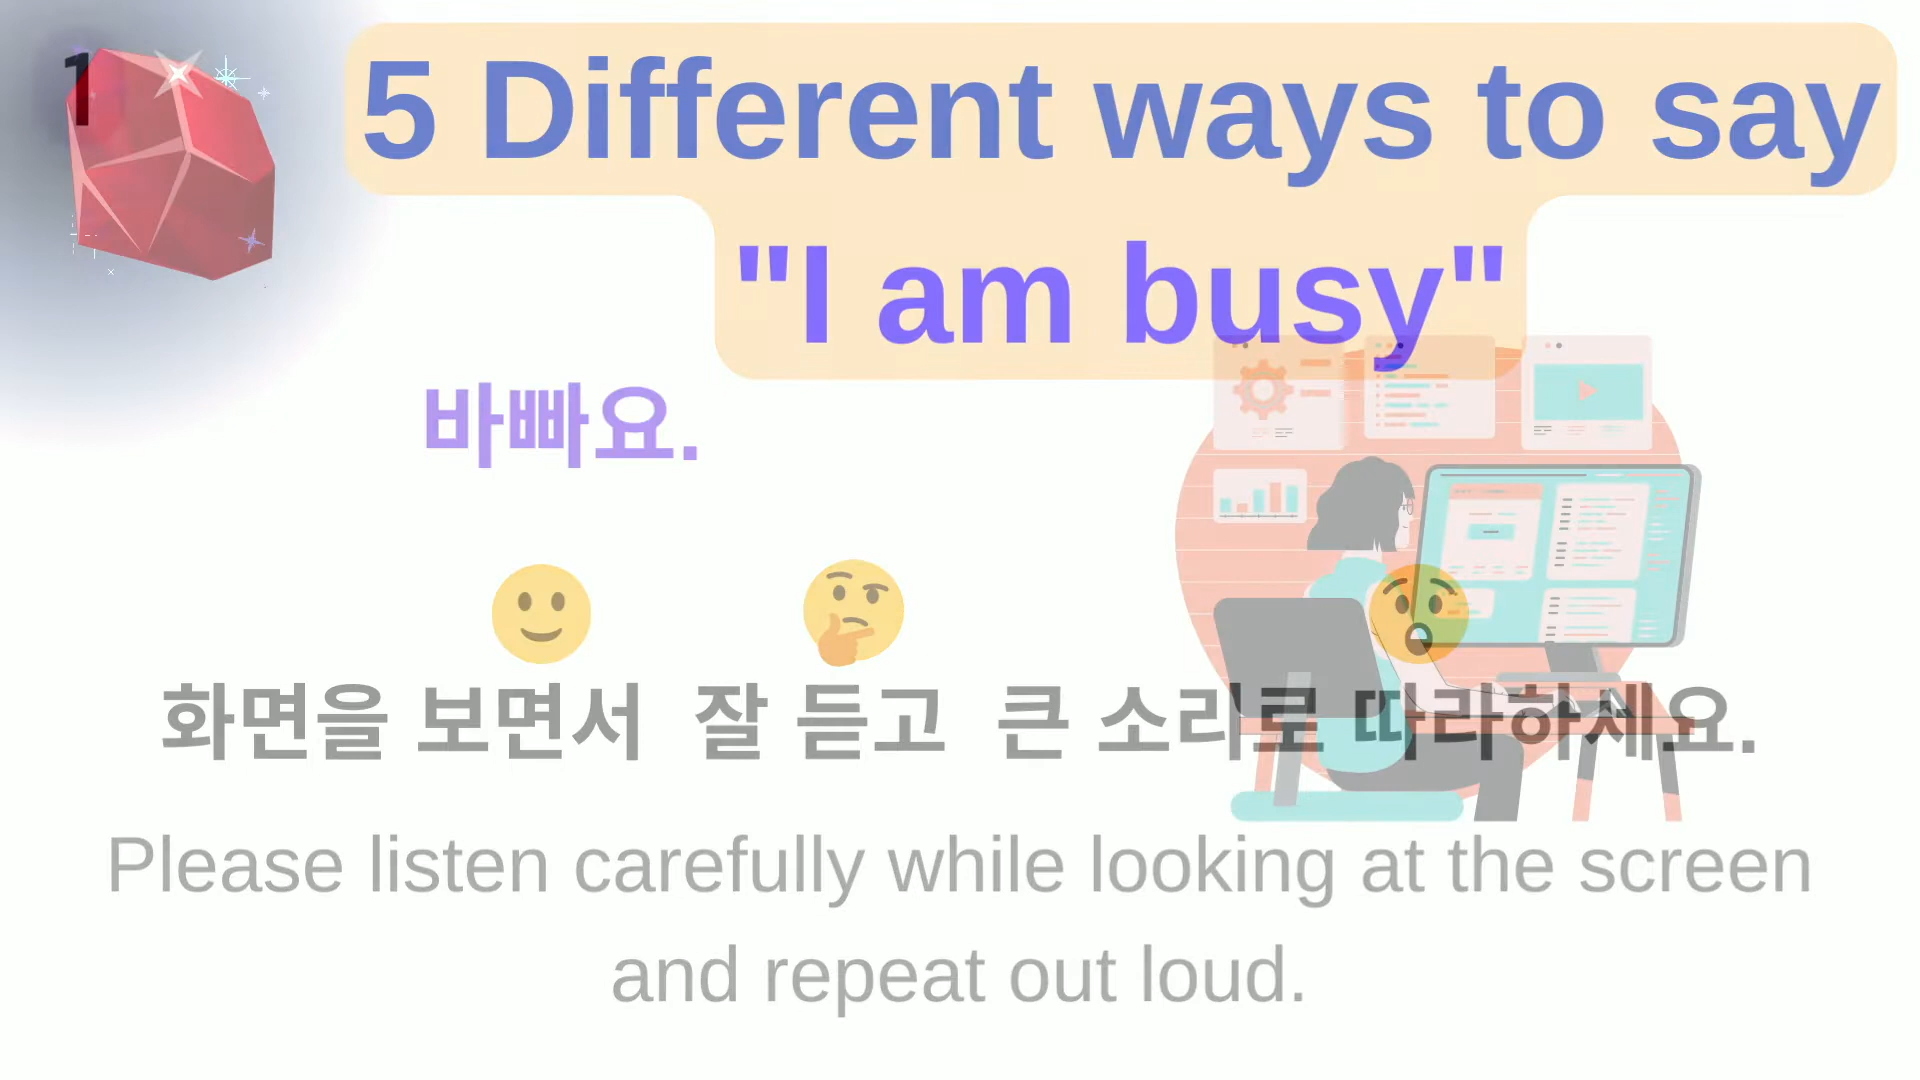 1
5 Different ways to say
"I am busy"
바빠요.
화면을 보면서 잘 듣고 큰 소리로 따라하세요.
Please listen carefully while looking at the screen
and repeat out loud.